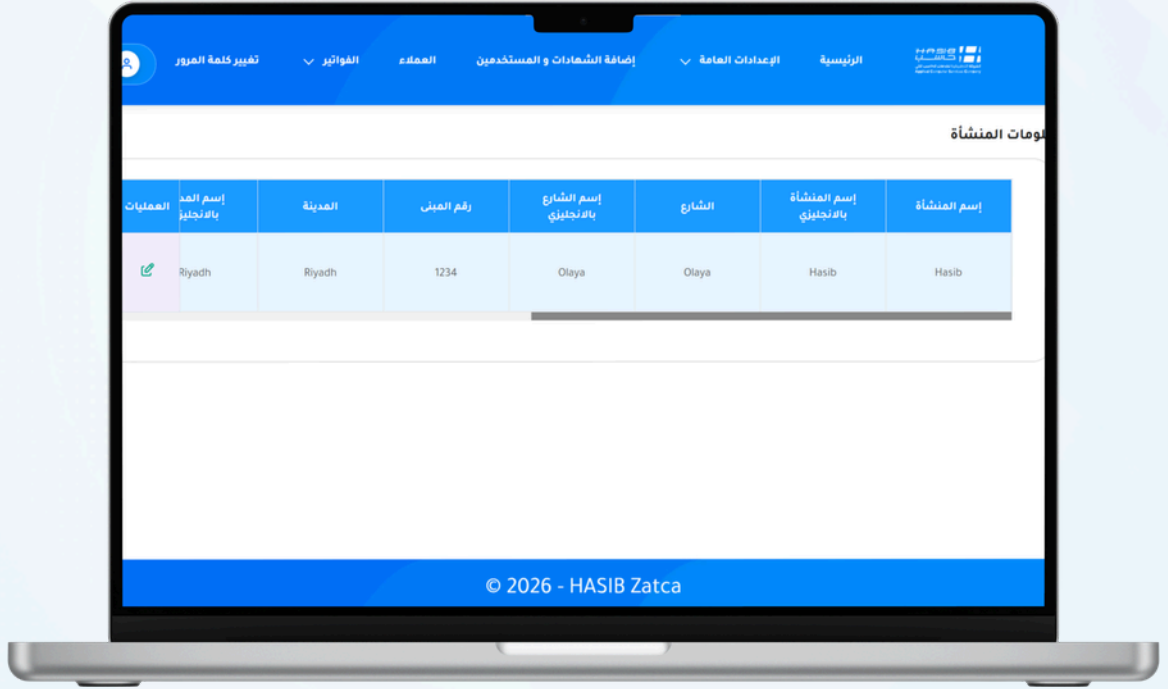 HASIB
حاسب
الرئيسية
الإعدادات العامة
إضافة الشهادات و المستخدمين
العملاء
الفواتير
تغيير كلمة المرور
لومات المنشأة
إسم المنشأة
إسم المنشأة
بالانجليزي
الشارع
إسم الشارع
بالانجليزي
رقم المبنى
المدينة
إسم المد
بالانجليز
العمليات
Hasib
Hasib
Olaya
Olaya
1234
Riyadh
Riyadh
© 2026 - HASIB Zatca